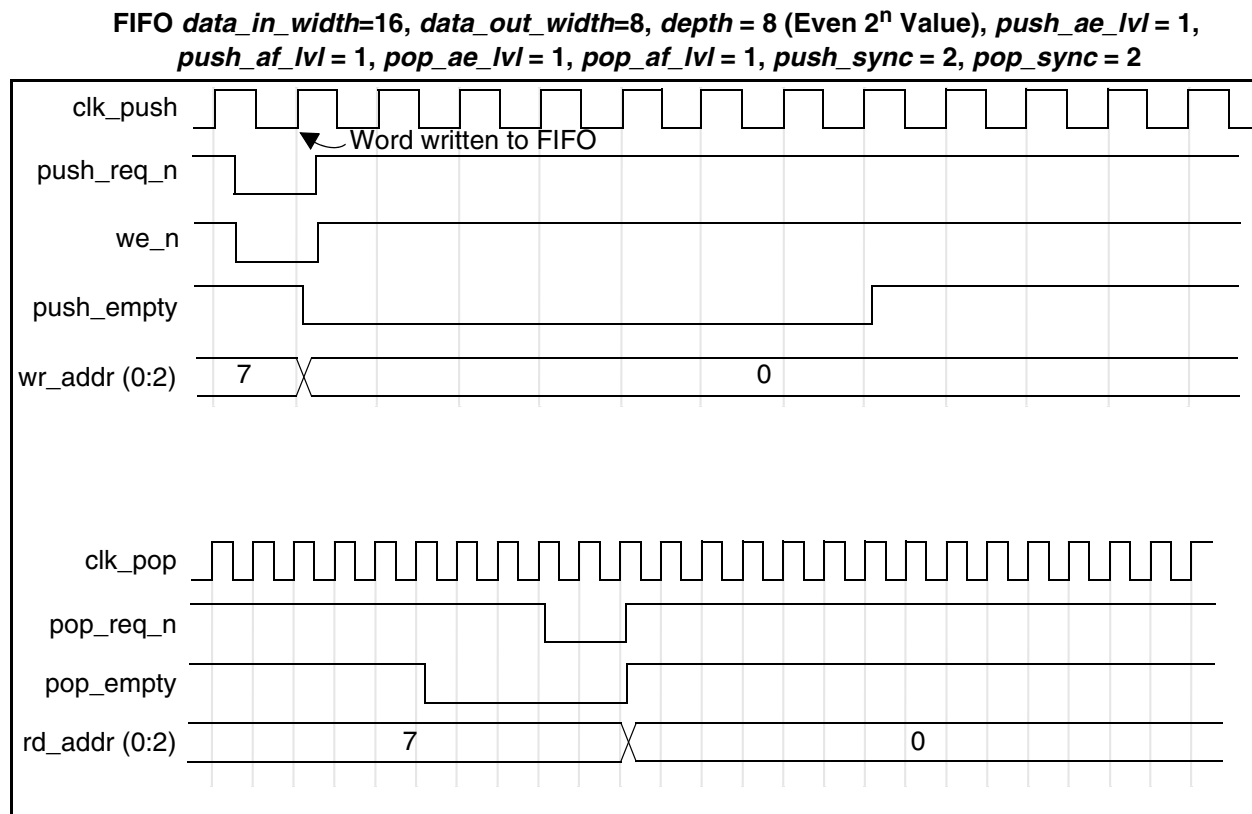 FIFO data_in_width=16, data_out_width=8, depth = 8 (Even 2ⁿ Value), push_ae_lvl = 1,
push_af_lvl = 1, pop_ae_lvl = 1, pop_af_lvl = 1, push_sync = 2, pop_sync = 2
clk_push
Word written to FIFO
push_req_n
we_n
push_empty
wr_addr (0:2) 7 0
clk_pop
pop_req_n
pop_empty
rd_addr (0:2) 7 0